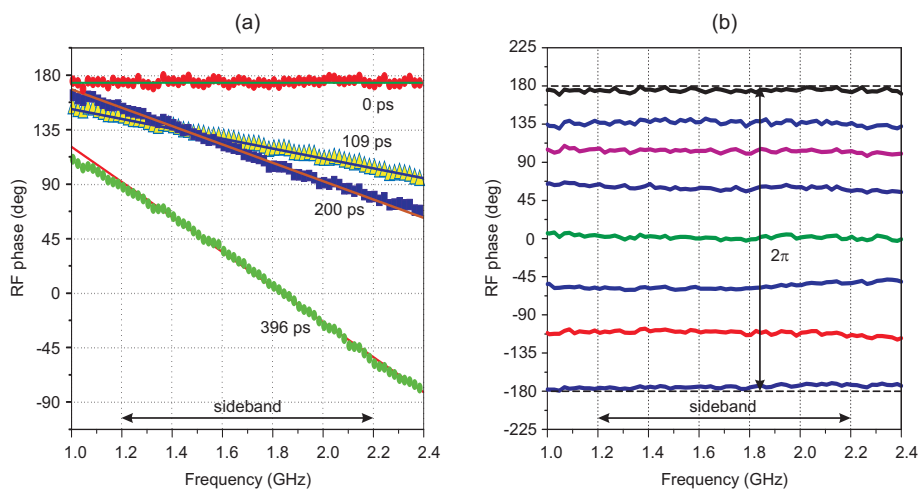 (a)
RF phase (deg)
180
135
90
45
0
-45
-90
0 ps
109 ps
200 ps
396 ps
sideband
1.0 1.2 1.4 1.6 1.8 2.0 2.2 2.4
Frequency (GHz)
(b)
RF phase (deg)
225
180
135
90
45
0
-45
-90
-135
-180
-225
2π
sideband
1.0 1.2 1.4 1.6 1.8 2.0 2.2 2.4
Frequency (GHz)